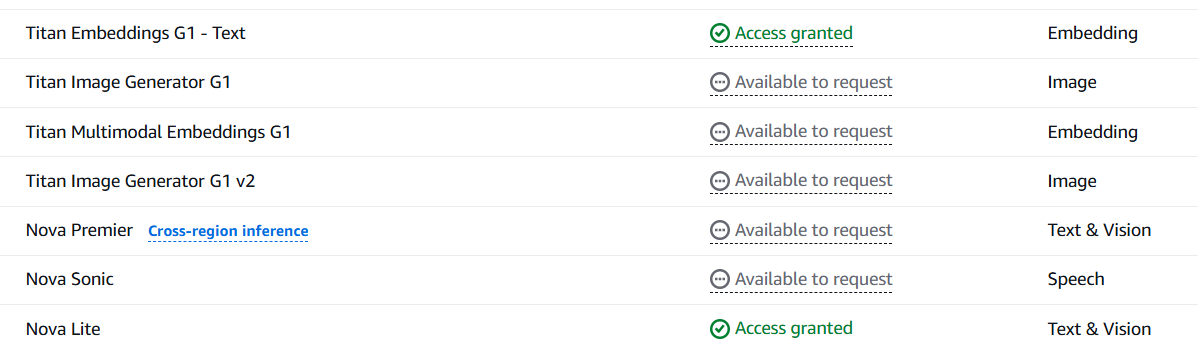 Titan Embeddings G1 - Text Access granted Embedding
Titan Image Generator G1 Available to request Image
Titan Multimodal Embeddings G1 Available to request Embedding
Titan Image Generator G1 v2 Available to request Image
Nova Premier Cross-region inference Available to request Text & Vision
Nova Sonic Available to request Speech
Nova Lite Access granted Text & Vision